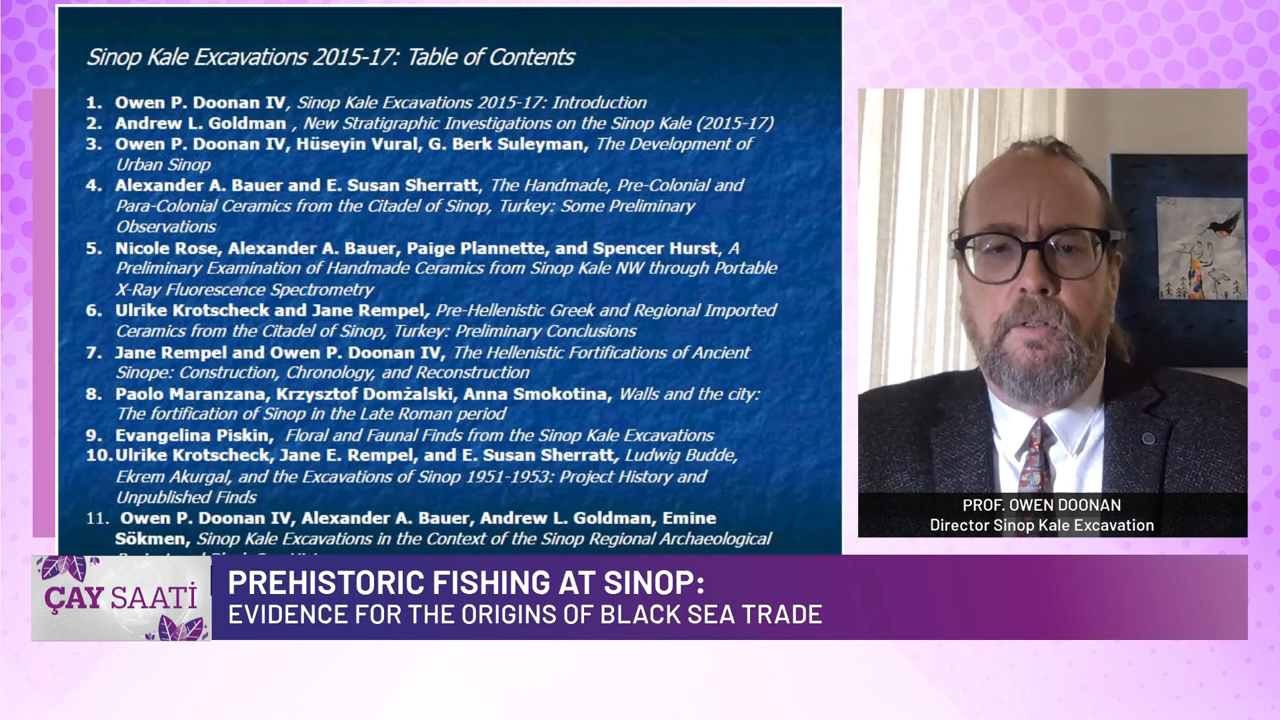 Sinop Kale Excavations 2015-17: Table of Contents
1. Owen P. Doonan IV, Sinop Kale Excavations 2015-17: Introduction
2. Andrew L. Goldman , New Stratigraphic Investigations on the Sinop Kale (2015-17)
3. Owen P. Doonan IV, Hüseyin Vural, G. Berk Suleyman, The Development of
Urban Sinop
4. Alexander A. Bauer and E. Susan Sherratt, The Handmade, Pre-Colonial and
Para-Colonial Ceramics from the Citadel of Sinop, Turkey: Some Preliminary
Observations
5. Nicole Rose, Alexander A. Bauer, Paige Plannette, and Spencer Hurst, A
Preliminary Examination of Handmade Ceramics from Sinop Kale NW through Portable
X-Ray Fluorescence Spectrometry
6. Ulrike Krotscheck and Jane Rempel, Pre-Hellenistic Greek and Regional Imported
Ceramics from the Citadel of Sinop, Turkey: Preliminary Conclusions
7. Jane Rempel and Owen P. Doonan IV, The Hellenistic Fortifications of Ancient
Sinope: Construction, Chronology, and Reconstruction
8. Paolo Maranzana, Krzysztof Domżalski, Anna Smokotina, Walls and the city:
The fortification of Sinop in the Late Roman period
9. Evangelina Piskin, Floral and Faunal Finds from the Sinop Kale Excavations
10. Ulrike Krotscheck, Jane E. Rempel, and E. Susan Sherratt, Ludwig Budde,
Ekrem Akurgal, and the Excavations of Sinop 1951-1953: Project History and
Unpublished Finds
11. Owen P. Doonan IV, Alexander A. Bauer, Andrew L. Goldman, Emine
Sökmen, Sinop Kale Excavations in the Context of the Sinop Regional Archaeological
PROF. OWEN DOONAN
Director Sinop Kale Excavation
ÇAY SAATİ
PREHISTORIC FISHING AT SINOP:
EVIDENCE FOR THE ORIGINS OF BLACK SEA TRADE